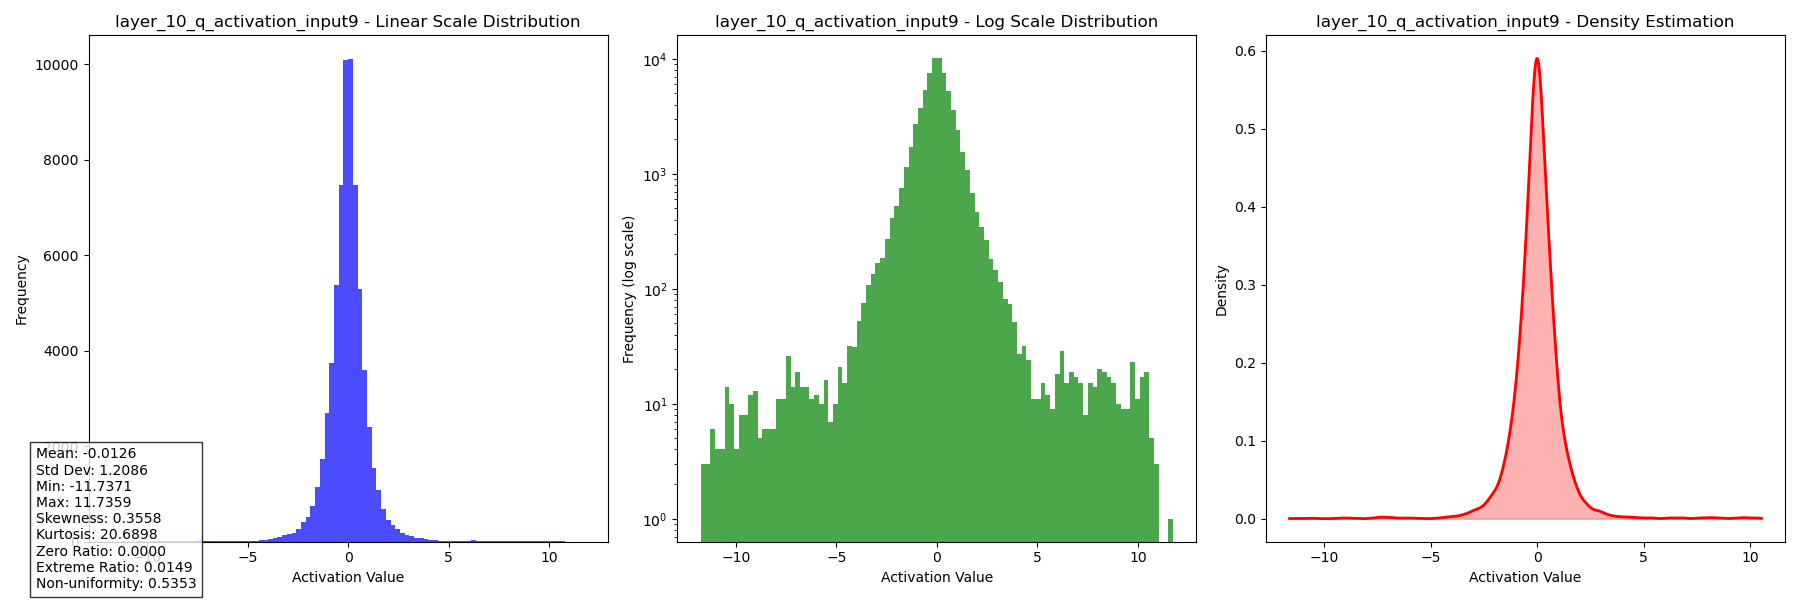 layer_10_q_activation_input9 - Linear Scale Distribution
10000
8000
6000
4000
2000
0
Frequency
−10
−5
0
5
10
Activation Value
Mean: -0.0126
Std Dev: 1.2086
Min: -11.7371
Max: 11.7359
Skewness: 0.3558
Kurtosis: 20.6898
Zero Ratio: 0.0000
Extreme Ratio: 0.0149
Non-uniformity: 0.5353
layer_10_q_activation_input9 - Log Scale Distribution
10⁴
10³
10²
10¹
10⁰
Frequency (log scale)
−10
−5
0
5
10
Activation Value
layer_10_q_activation_input9 - Density Estimation
0.6
0.5
0.4
0.3
0.2
0.1
0.0
Density
−10
−5
0
5
10
Activation Value